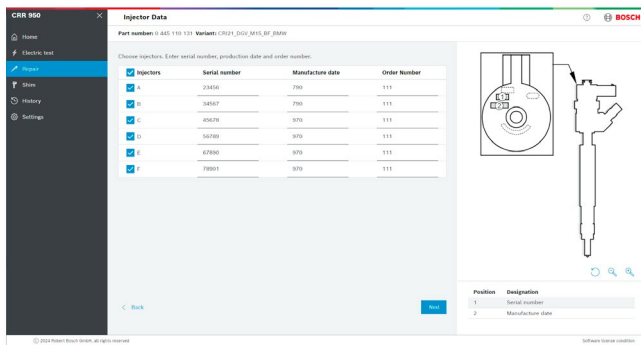 CRR 950
Injector Data
BOSCH
Part number: 0 445 110 131 Variant: CRI21_DGV_M15_BF_BMW
Home
Electric test
Repair
Shim
History
Settings
Choose injectors. Enter serial number, production date and order number.
Injectors Serial number Manufacture date Order Number
A 23456 790 111
B 34567 790 111
C 45678 970 111
D 56789 970 111
E 67890 970 111
F 78901 970 111
1
2
Back
Next
Position Designation
1 Serial number
2 Manufacture date
© 2024 Robert Bosch GmbH, all rights reserved
Software license condition